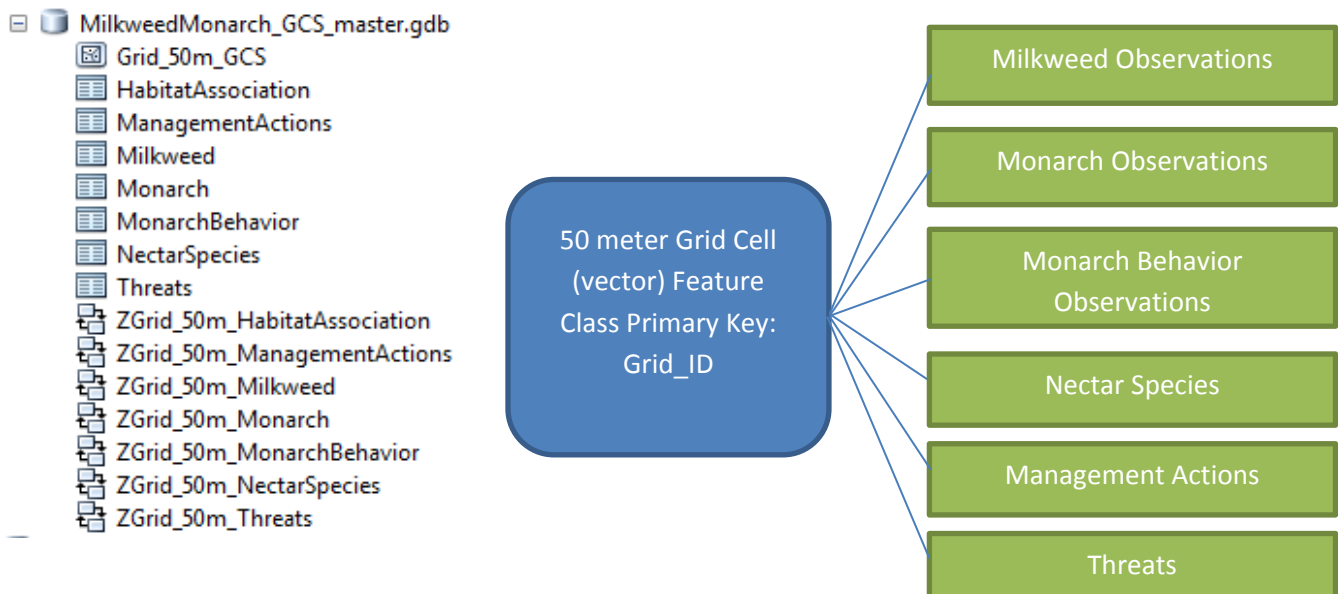 MilkweedMonarch_GCS_master.gdb
Grid_50m_GCS
HabitatAssociation
ManagementActions
Milkweed
Monarch
MonarchBehavior
NectarSpecies
Threats
ZGrid_50m_HabitatAssociation
ZGrid_50m_ManagementActions
ZGrid_50m_Milkweed
ZGrid_50m_Monarch
ZGrid_50m_MonarchBehavior
ZGrid_50m_NectarSpecies
ZGrid_50m_Threats
50 meter Grid Cell
(vector) Feature
Class Primary Key:
Grid_ID
Milkweed Observations
Monarch Observations
Monarch Behavior
Observations
Nectar Species
Management Actions
Threats